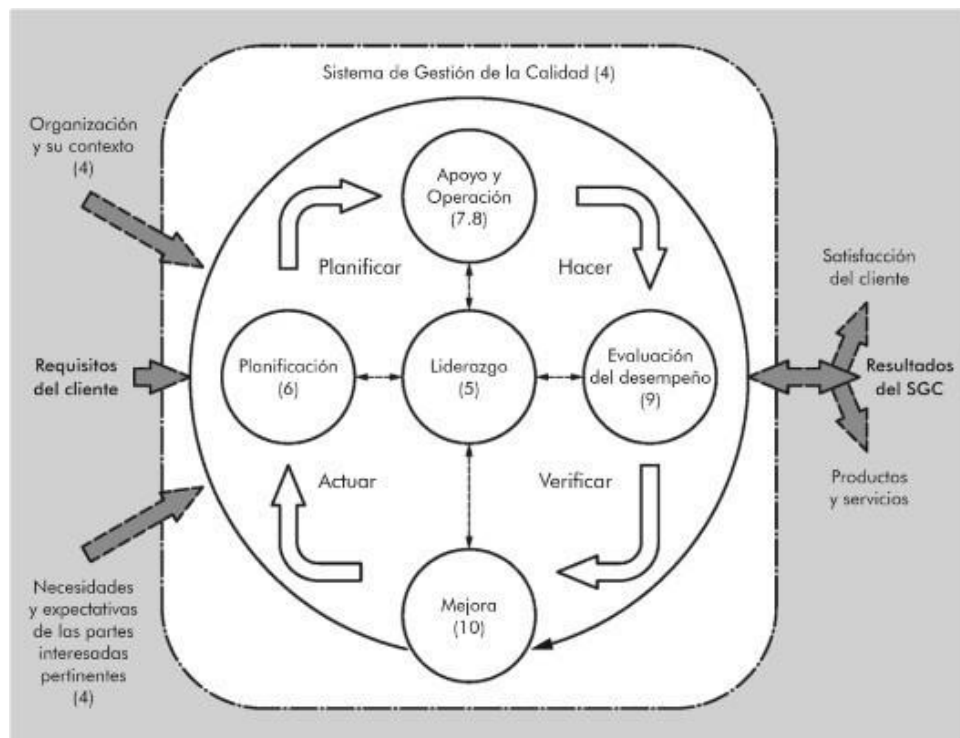 Sistema de Gestión de la Calidad (4)
Organización
y su contexto
(4)
Apoyo y
Operación
(7.8)
Planificar
Hacer
Satisfacción
del cliente
Requisitos
del cliente
Planificación
(6)
Liderazgo
(5)
Evaluación
del desempeño
(9)
Resultados
del SGC
Actuar
Verificar
Productos
y servicios
Necesidades
y expectativas
de las partes
interesadas
pertinentes
(4)
Mejora
(10)